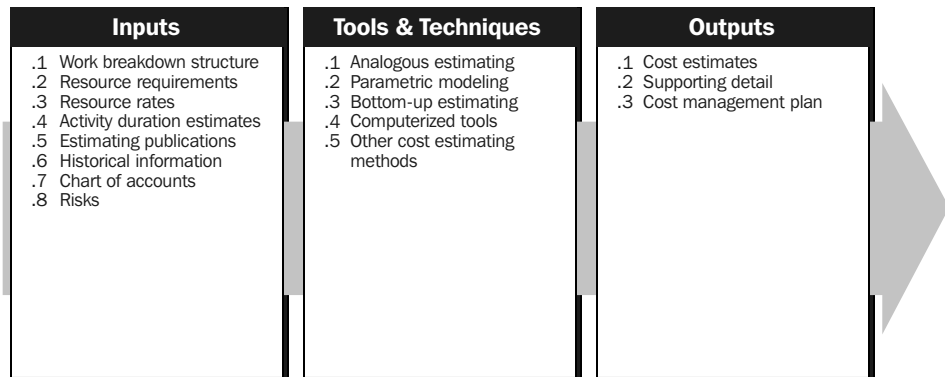 Inputs
.1 Work breakdown structure
.2 Resource requirements
.3 Resource rates
.4 Activity duration estimates
.5 Estimating publications
.6 Historical information
.7 Chart of accounts
.8 Risks
Tools & Techniques
.1 Analogous estimating
.2 Parametric modeling
.3 Bottom-up estimating
.4 Computerized tools
.5 Other cost estimating
methods
Outputs
.1 Cost estimates
.2 Supporting detail
.3 Cost management plan